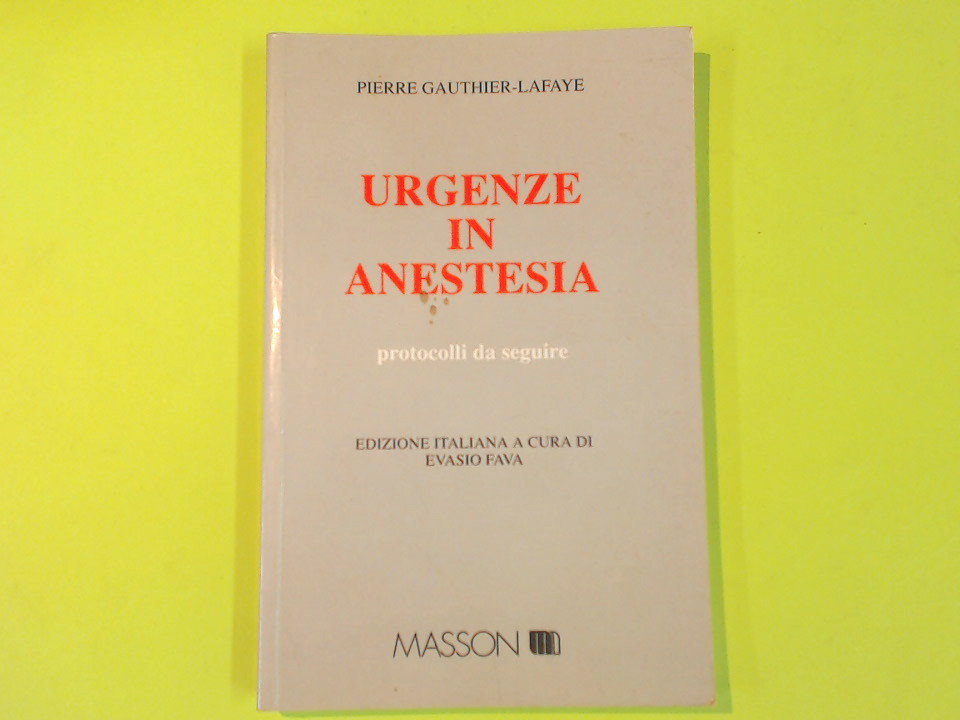 PIERRE GAUTHIER-LAFAYE
URGENZE
IN
ANESTESIA
protocolli da seguire
EDIZIONE ITALIANA A CURA DI
EVASIO FAVA
MASSON m